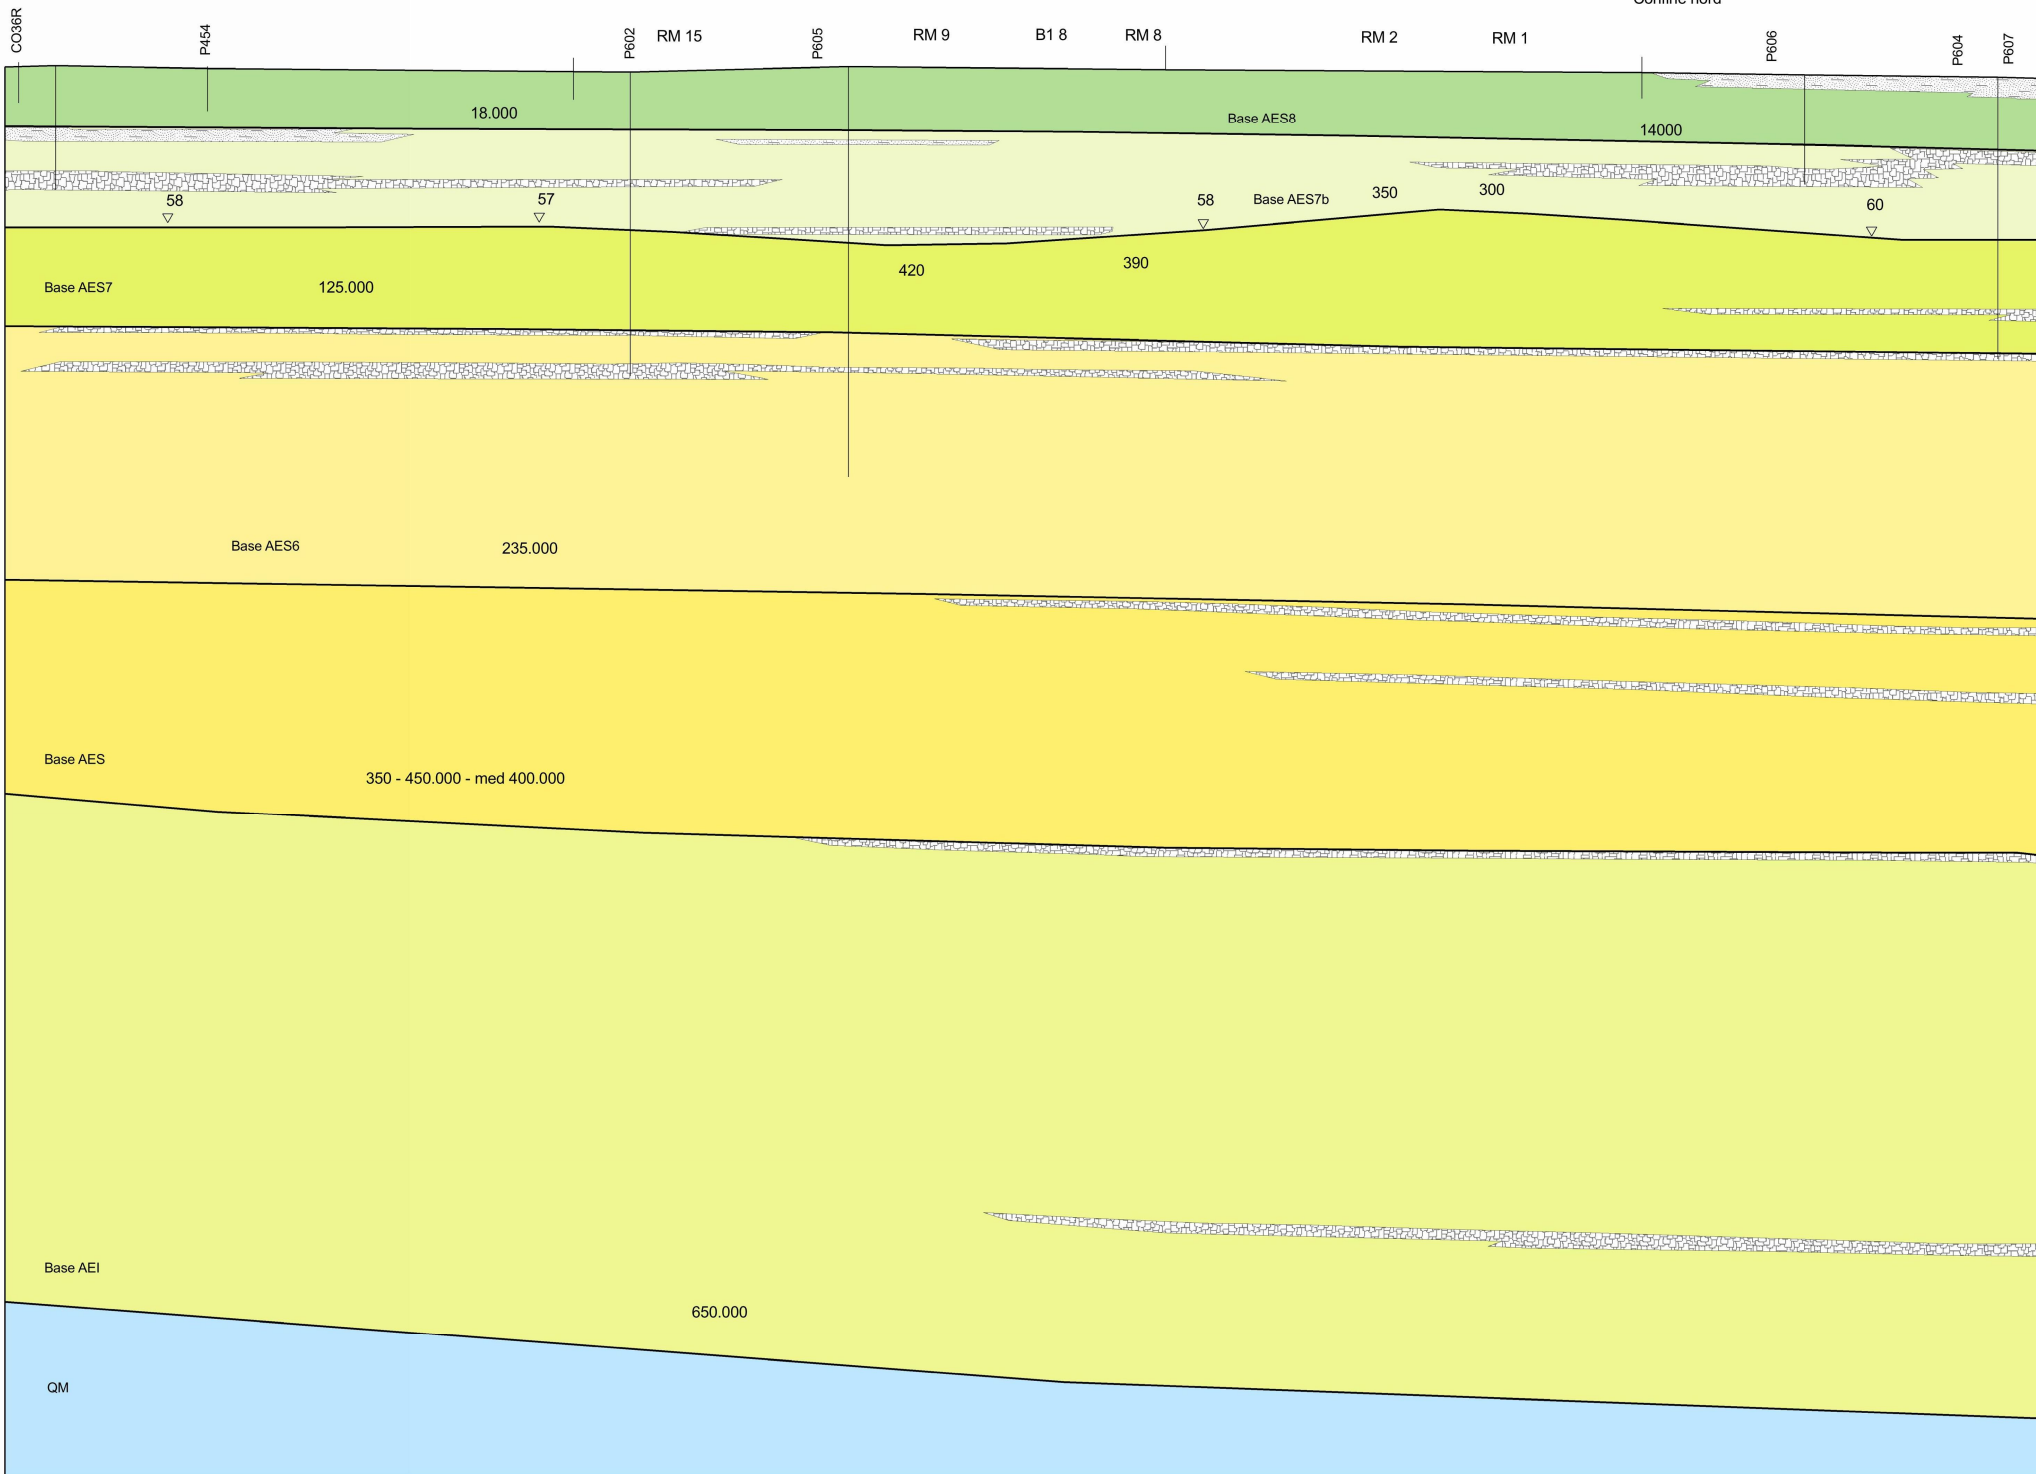 Confine nord
CO36R
P454
P602
RM 15
P605
RM 9
B1 8
RM 8
RM 2
RM 1
P606
P604
P607
18.000
Base AES8
14000
58
57
58
Base AES7b
350
300
60
420
390
Base AES7
125.000
Base AES6
235.000
Base AES
350 - 450.000 - med 400.000
Base AEI
650.000
QM